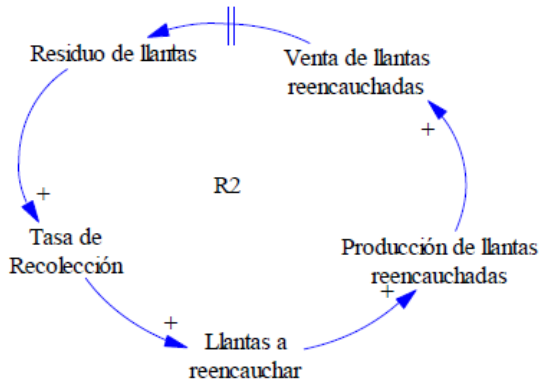 Residuo de llantas
Venta de llantas
reencauchadas
+
+
R2
Tasa de
Recolección
Producción de llantas
reencauchadas
+
+
Llantas a
reencauchar